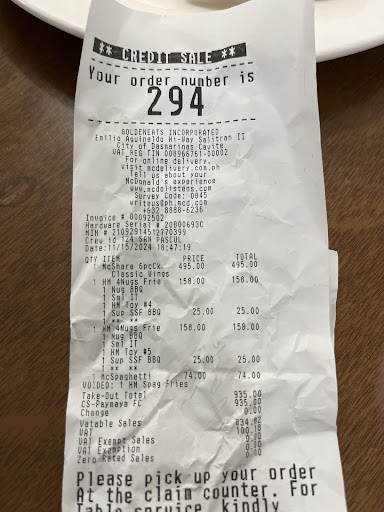 ** CREDIT SALE **
Your order number is
294
GOLDENEATS INCORPORATED
Emilio Aguinaldo Hi-Way Salitran II
City of Dasmarinas Cavite
VAT REG TIN 008966761-00002
For online delivery,
visit mcdelivery.com.ph
Tell us about your
McDonald's experience
www.mcdolistens.com
Survey Code: 0845
writeus@ph.mcd.com
+632 8888-6236
Invoice # 00092502
Hardware Serial # 20B00693C
MIN # 21092914519770399
Crew id 124 SAN PASCUL
Date:11/15/2024 18:47:19
QTY ITEM PRICE TOTAL
1 McShare 6pcCk 495.00 495.00
Classic Wings
1 HM 4Nugs Frie 158.00 158.00
1 Nug BBQ
1 Sml IT
1 HM Toy #4
1 Sup SSF BBQ 25.00 25.00
1 ** **
1 HM 4Nugs Frie 158.00 158.00
1 Nug BBQ
1 Sml IT
1 HM Toy #5
1 Sup SSF BBQ 25.00 25.00
1 ** **
1 McSpaghetti 74.00 74.00
VOIDED: 1 HM Spag Fries
Take-Out Total 935.00
CS-Paymaya FC 935.00
Change 0.00
Vatable Sales 834.82
VAT 100.18
VAT Exempt Sales 0.00
VAT Exemption 0.00
Zero Rated Sales 0.00
Please pick up your order
At the claim counter. For
Table service, kindly